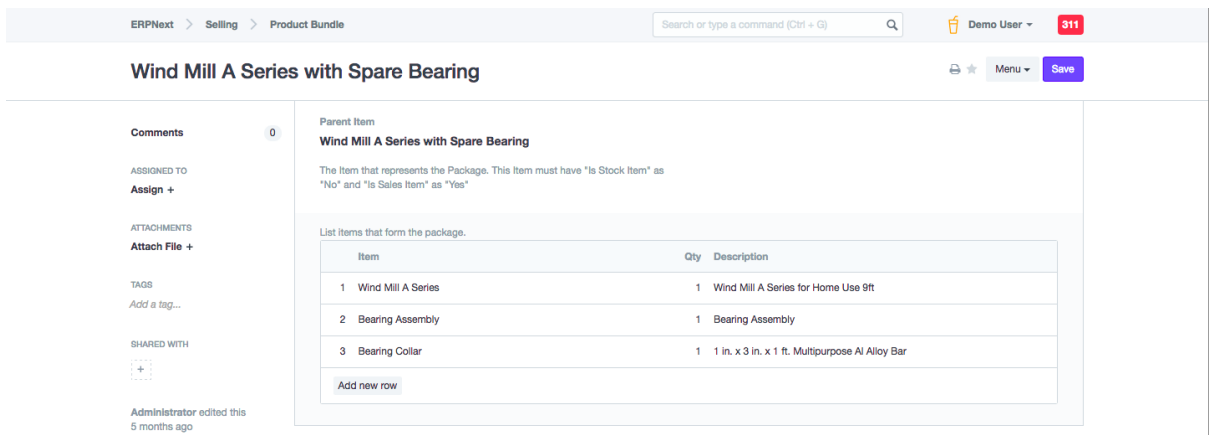 ERPNext > Selling > Product Bundle
Search or type a command (Ctrl + G)
Demo User
311
Wind Mill A Series with Spare Bearing
Menu
Save
Comments 0
ASSIGNED TO
Assign +
ATTACHMENTS
Attach File +
TAGS
Add a tag...
SHARED WITH
+
Administrator edited this
5 months ago
Parent Item
Wind Mill A Series with Spare Bearing
The Item that represents the Package. This Item must have "Is Stock Item" as
"No" and "Is Sales Item" as "Yes"
List items that form the package.
Item Qty Description
1 Wind Mill A Series 1 Wind Mill A Series for Home Use 9ft
2 Bearing Assembly 1 Bearing Assembly
3 Bearing Collar 1 1 in. x 3 in. x 1 ft. Multipurpose Al Alloy Bar
Add new row